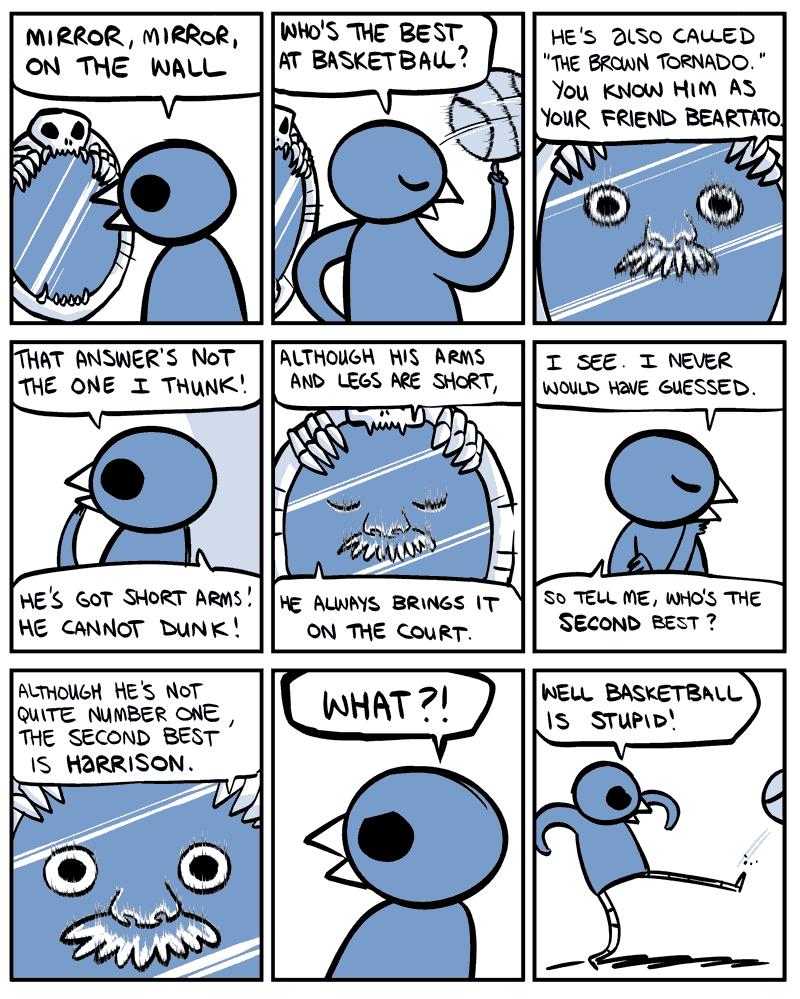 MIRROR, MIRROR,
ON THE WALL
WHO'S THE BEST
AT BASKETBALL?
HE'S ALSO CALLED
"THE BROWN TORNADO."
YOU KNOW HIM AS
YOUR FRIEND BEARTATO.
THAT ANSWER'S NOT
THE ONE I THUNK!
HE'S GOT SHORT ARMS!
HE CANNOT DUNK!
ALTHOUGH HIS ARMS
AND LEGS ARE SHORT,
HE ALWAYS BRINGS IT
ON THE COURT.
I SEE. I NEVER
WOULD HAVE GUESSED.
SO TELL ME, WHO'S THE
SECOND BEST?
ALTHOUGH HE'S NOT
QUITE NUMBER ONE,
THE SECOND BEST
IS HARRISON.
WHAT?!
WELL BASKETBALL
IS STUPID!